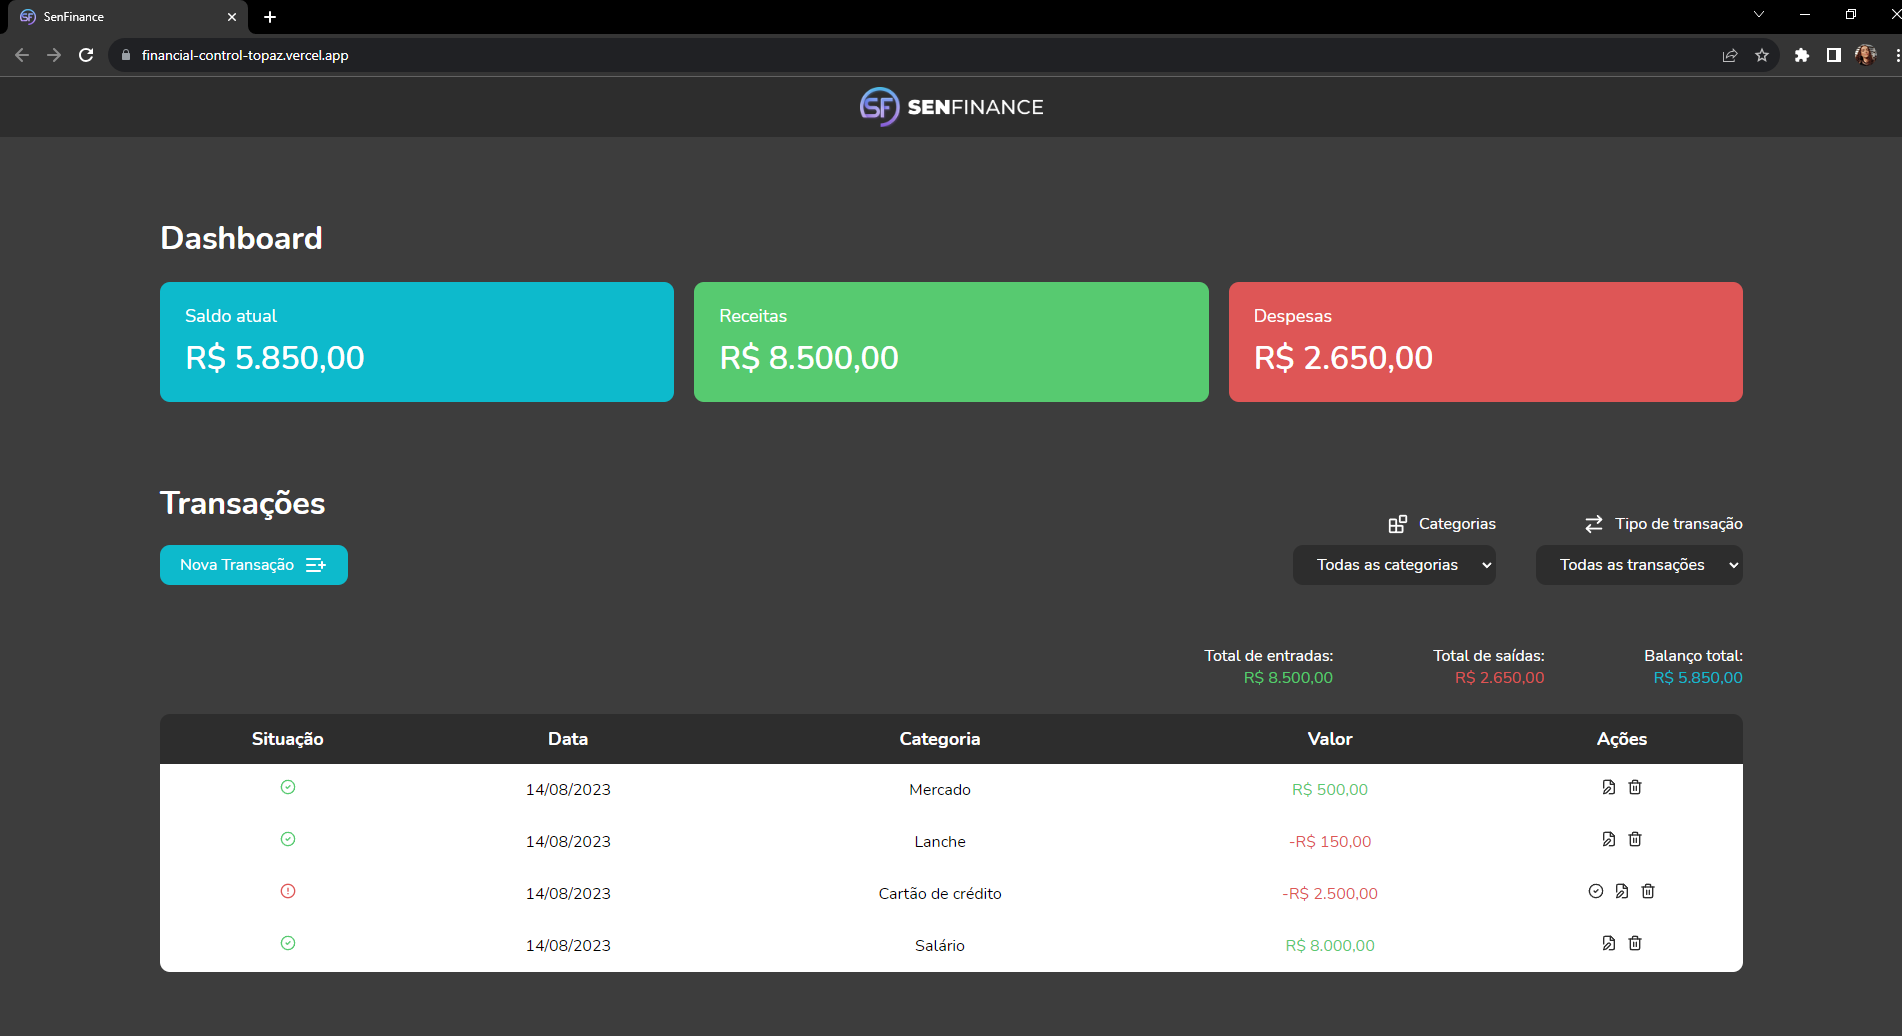 SenFinance
financial-control-topaz.vercel.app
SF SENFINANCE
Dashboard
Saldo atual
R$ 5.850,00
Receitas
R$ 8.500,00
Despesas
R$ 2.650,00
Transações
Categorias
Tipo de transação
Nova Transação
Todas as categorias
Todas as transações
Total de entradas:
R$ 8.500,00
Total de saídas:
R$ 2.650,00
Balanço total:
R$ 5.850,00
Situação Data Categoria Valor Ações
14/08/2023 Mercado R$ 500,00
14/08/2023 Lanche -R$ 150,00
14/08/2023 Cartão de crédito -R$ 2.500,00
14/08/2023 Salário R$ 8.000,00